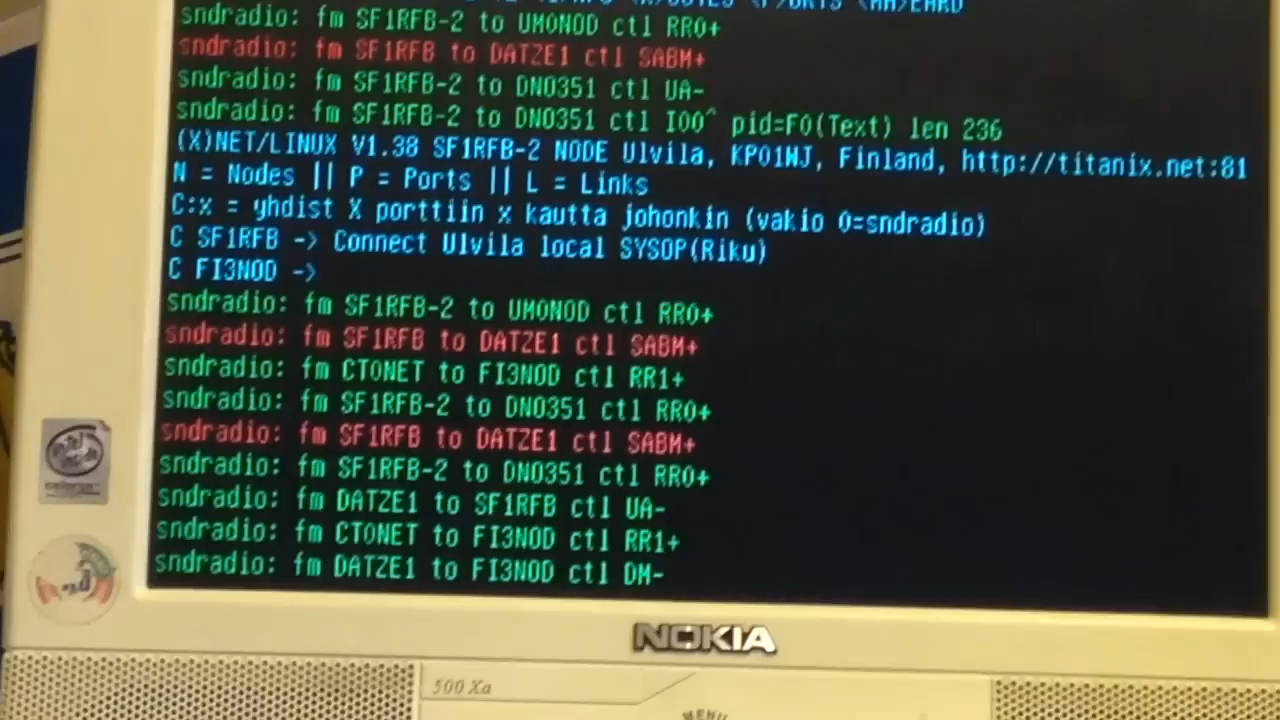 sndradio: fm SF1RFB-2 to UMONOD ctl RR0+
sndradio: fm SF1RFB to DATZE1 ctl SABM+
sndradio: fm SF1RFB-2 to DNO351 ctl UA-
sndradio: fm SF1RFB-2 to DNO351 ctl I00^ pid=F0(Text) len 236
(X)NET/LINUX V1.38 SF1RFB-2 NODE Ulvila, KP01WJ, Finland, http://titanix.net:81
N = Nodes || P = Ports || L = Links
C:x = yhdist X porttiin x kautta johonkin (vakio 0=sndradio)
C SF1RFB -> Connect Ulvila local SYSOP(Riku)
C FI3NOD ->
sndradio: fm SF1RFB-2 to UMONOD ctl RR0+
sndradio: fm SF1RFB to DATZE1 ctl SABM+
sndradio: fm CTONET to FI3NOD ctl RR1+
sndradio: fm SF1RFB-2 to DNO351 ctl RR0+
sndradio: fm SF1RFB to DATZE1 ctl SABM+
sndradio: fm SF1RFB-2 to DNO351 ctl RR0+
sndradio: fm DATZE1 to SF1RFB ctl UA-
sndradio: fm CTONET to FI3NOD ctl RR1+
sndradio: fm DATZE1 to FI3NOD ctl DM-
NOKIA
500 Xa
MENU